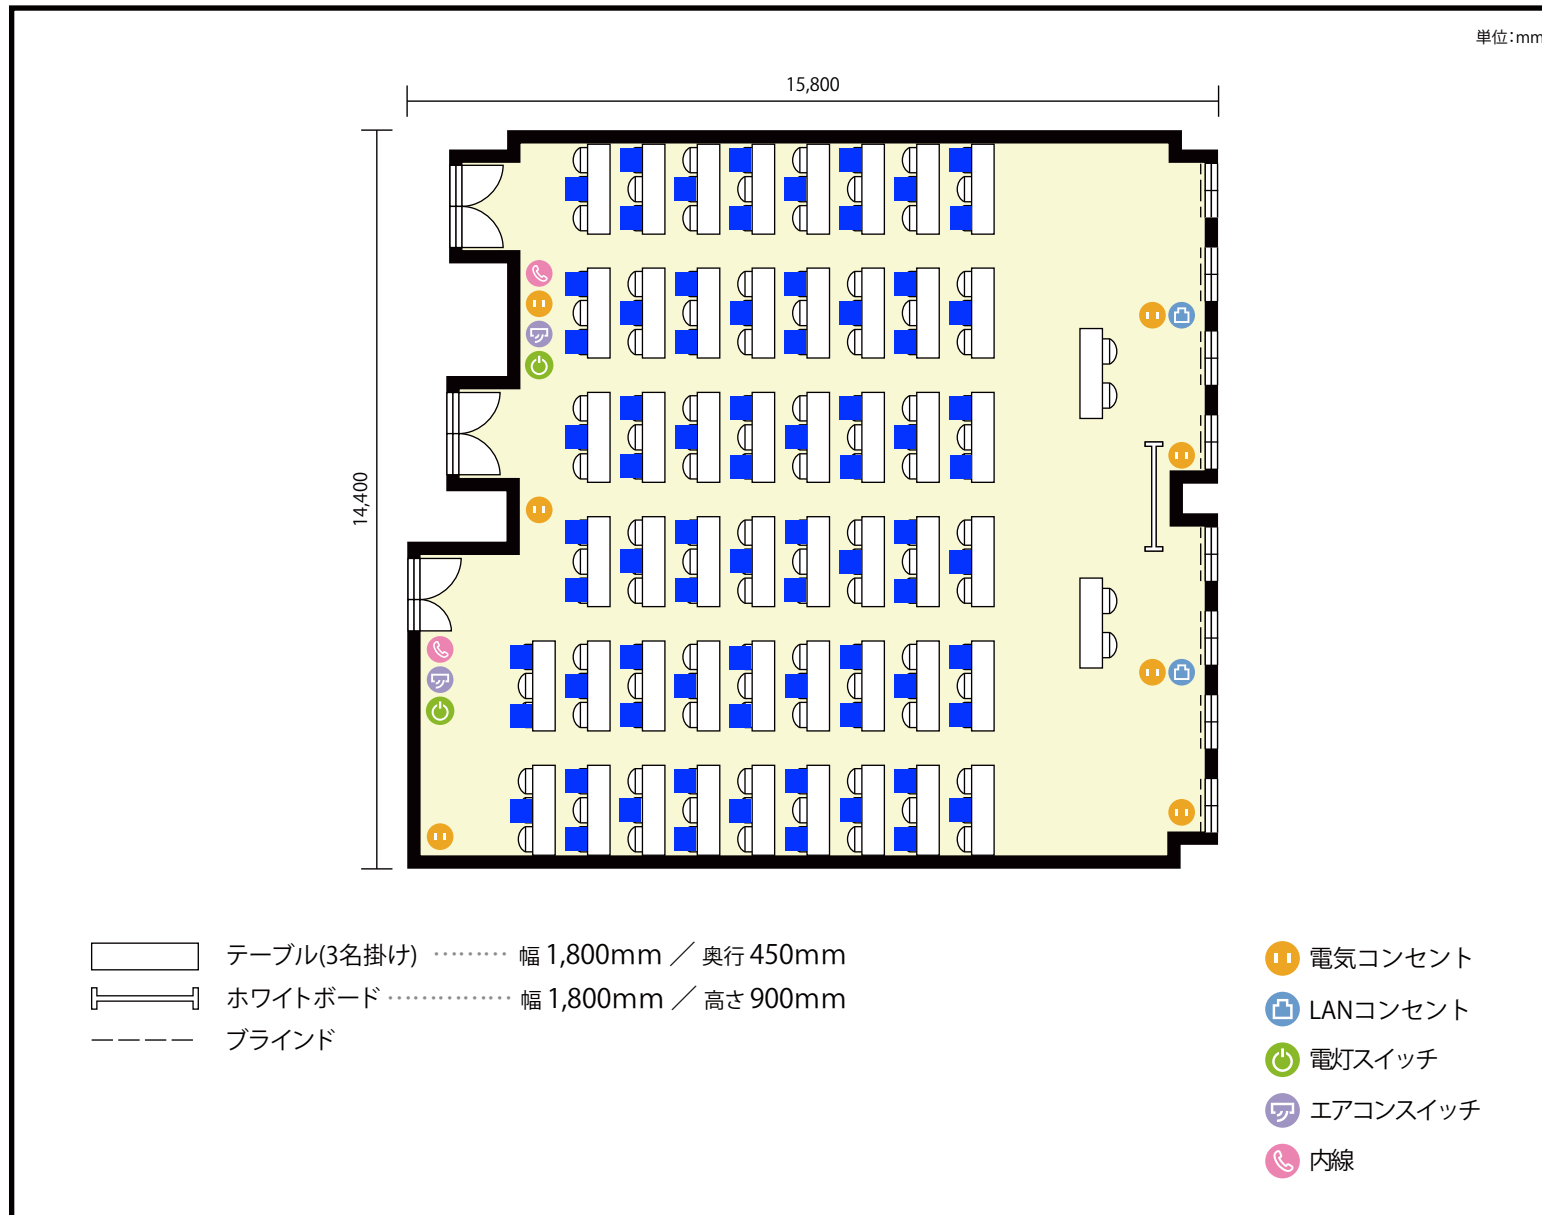 単位:mm
15,800
14,400
テーブル(3名掛け) ⋯⋯⋯ 幅 1,800mm ／ 奥行 450mm
ホワイトボード ⋯⋯⋯⋯⋯ 幅 1,800mm ／ 高さ 900mm
ブラインド
電気コンセント
LANコンセント
電灯スイッチ
エアコンスイッチ
内線